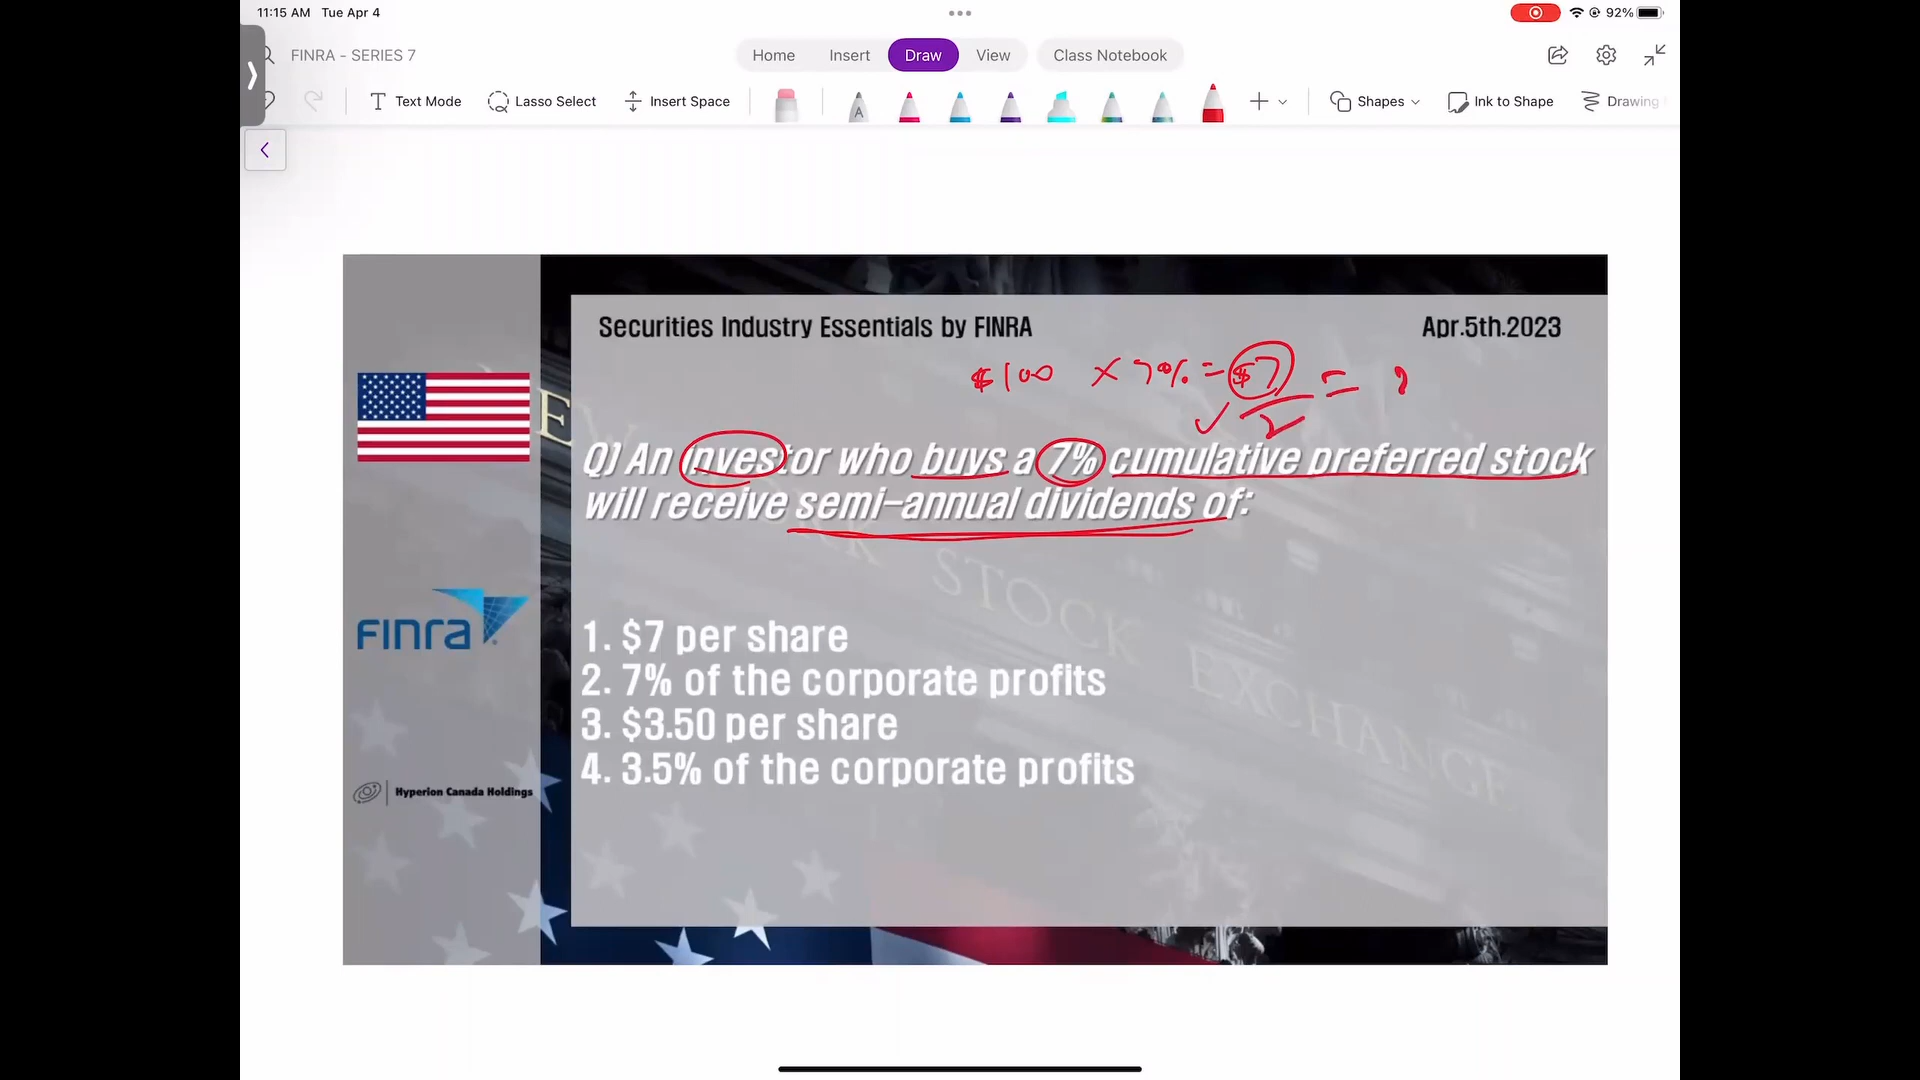 11:15 AM Tue Apr 4
92%
FINRA - SERIES 7
Home Insert Draw View Class Notebook
Text Mode Lasso Select Insert Space A Shapes Ink to Shape Drawing
Securities Industry Essentials by FINRA Apr.5th.2023
$100 × 7% = $7 =
2
Q) An investor who buys a 7% cumulative preferred stock
will receive semi-annual dividends of:
STOCK
EXCHANGE
1. $7 per share
2. 7% of the corporate profits
3. $3.50 per share
4. 3.5% of the corporate profits
FINRA
Hyperion Canada Holdings